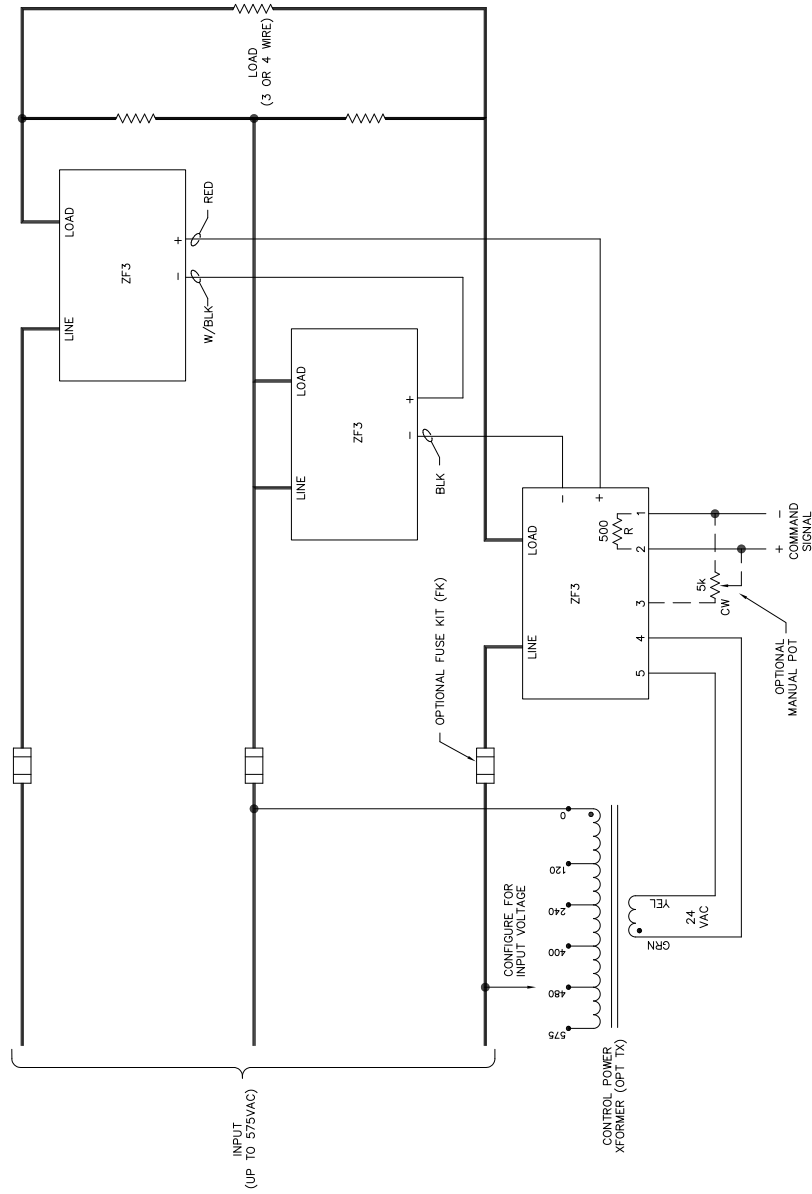 LOAD
(3 OR 4 WIRE)
LOAD
ZF3
LINE
+
-
RED
W/BLK
LOAD
ZF3
LINE
+
-
BLK
LOAD
ZF3
LINE
-
+
500
R
1
2
3
4
5
5k
CW
-
+
COMMAND
SIGNAL
OPTIONAL
MANUAL POT
OPTIONAL FUSE KIT (FK)
CONFIGURE FOR
INPUT VOLTAGE
0
120
240
400
480
575
YEL
24
VAC
GRN
CONTROL POWER
XFORMER (OPT TX)
INPUT
(UP TO 575VAC)